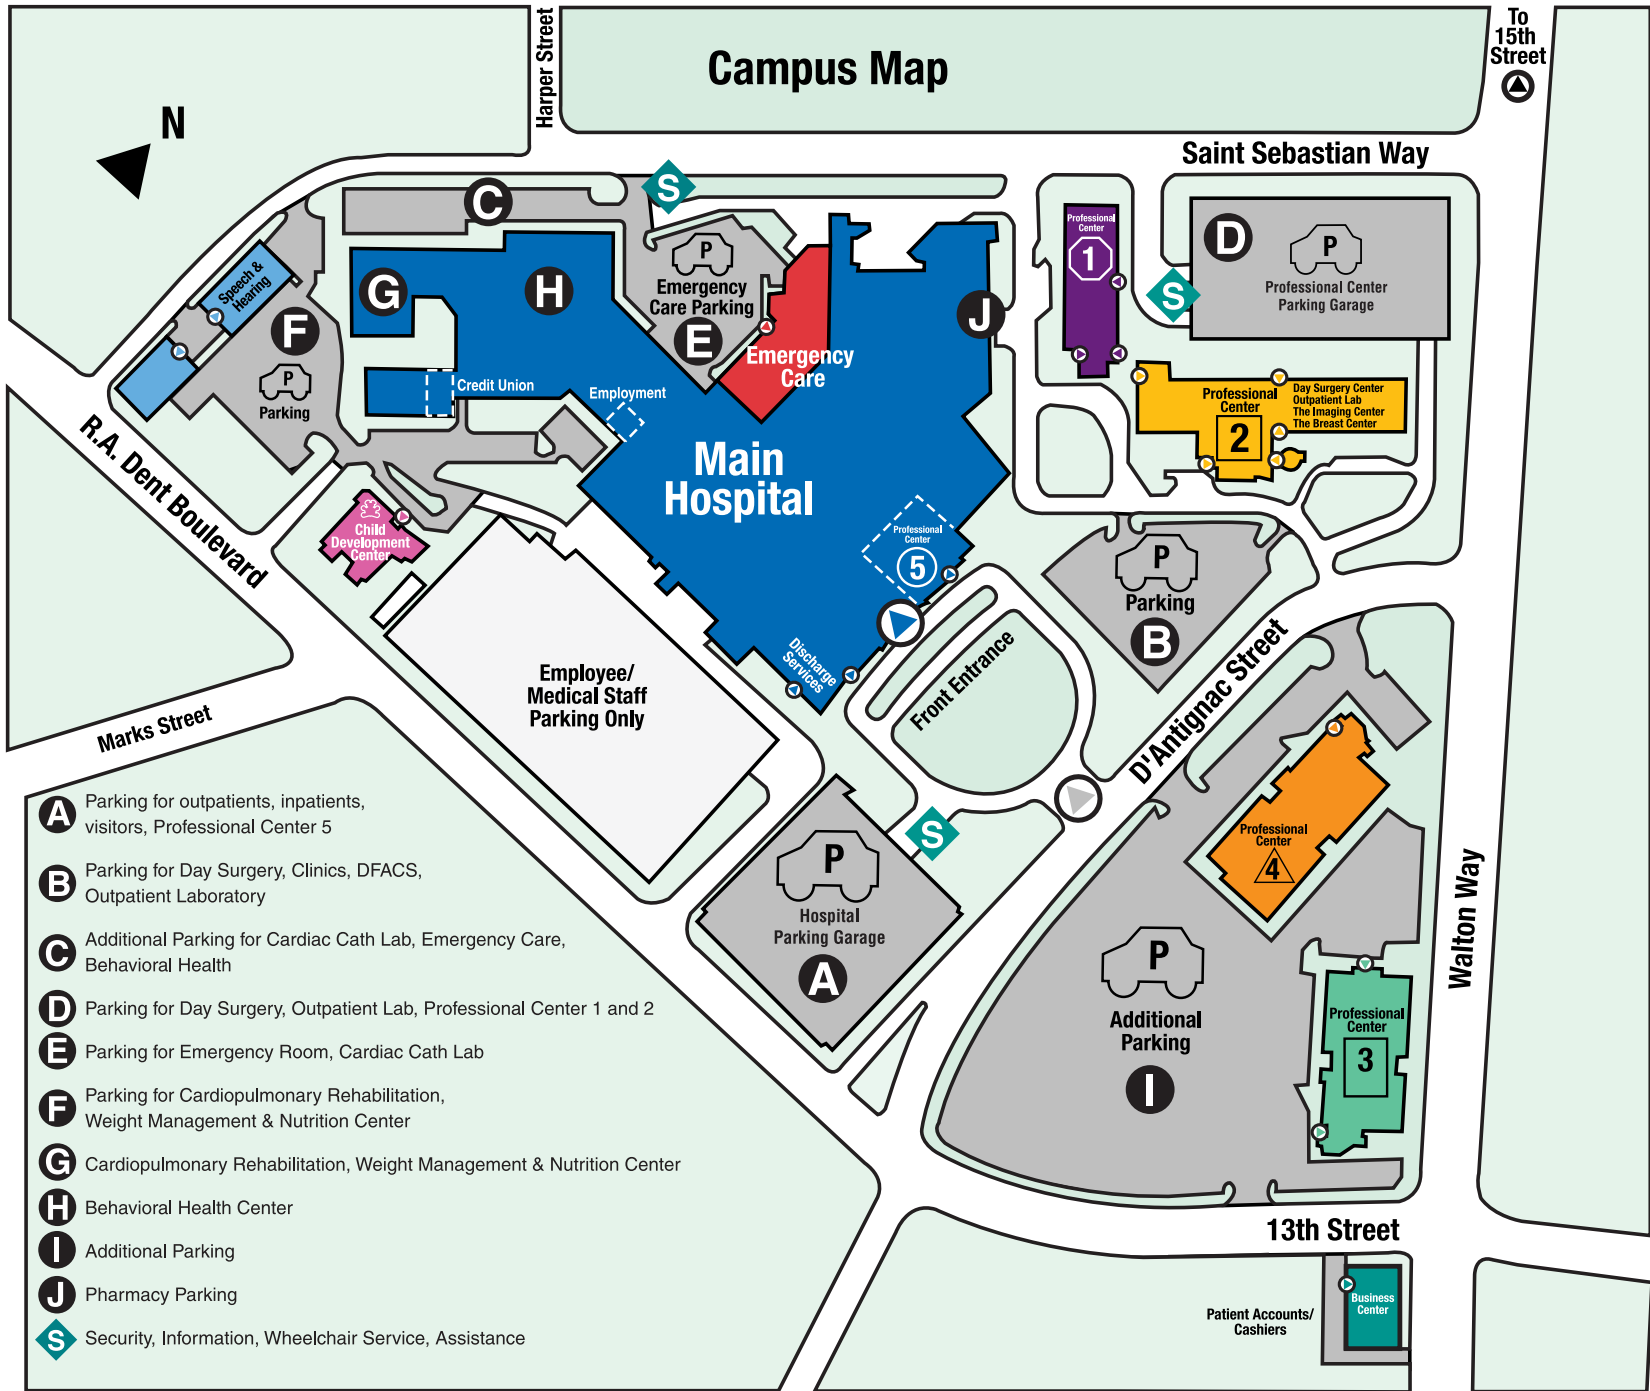 Campus Map
N
Harper Street
To
15th
Street
Saint Sebastian Way
C
S
P
Emergency
Care Parking
E
Emergency
Care
J
Professional
Center
1
D
P
Professional Center
Parking Garage
S
Speech &
Hearing
F
P
Parking
G
H
Credit Union
Employment
Main
Hospital
Professional
Center
2
Day Surgery Center
Outpatient Lab
The Imaging Center
The Breast Center
R.A. Dent Boulevard
Child
Development
Center
Professional
Center
5
P
Parking
B
Discharge
Services
Front Entrance
D'Antignac Street
Employee/
Medical Staff
Parking Only
Marks Street
S
P
Hospital
Parking Garage
A
Professional
Center
4
Walton Way
P
Additional
Parking
I
Professional
Center
3
13th Street
Patient Accounts/
Cashiers
Business
Center
A Parking for outpatients, inpatients,
visitors, Professional Center 5
B Parking for Day Surgery, Clinics, DFACS,
Outpatient Laboratory
C Additional Parking for Cardiac Cath Lab, Emergency Care,
Behavioral Health
D Parking for Day Surgery, Outpatient Lab, Professional Center 1 and 2
E Parking for Emergency Room, Cardiac Cath Lab
F Parking for Cardiopulmonary Rehabilitation,
Weight Management & Nutrition Center
G Cardiopulmonary Rehabilitation, Weight Management & Nutrition Center
H Behavioral Health Center
I Additional Parking
J Pharmacy Parking
S Security, Information, Wheelchair Service, Assistance